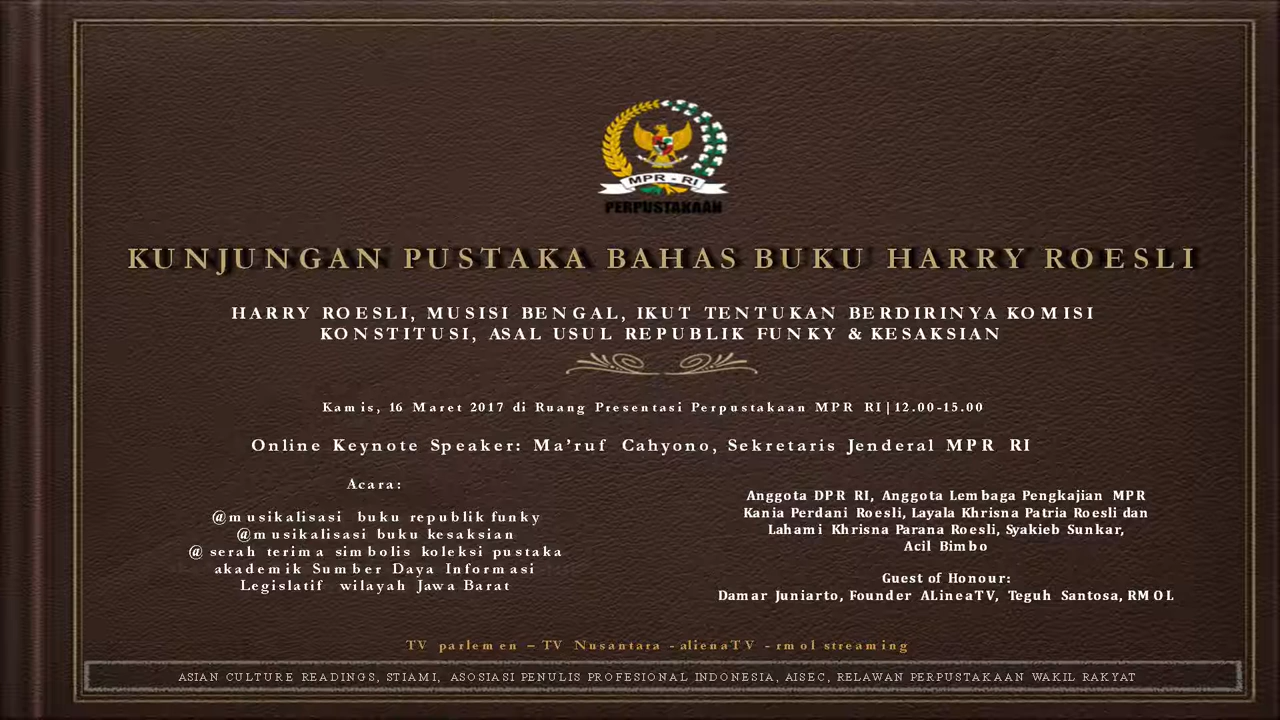 MPR - RI
PERPUSTAKAAN
KUNJUNGAN PUSTAKA BAHAS BUKU HARRY ROESLI
HARRY ROESLI, MUSISI BENGAL, IKUT TENTUKAN BERDIRINYA KOMISI
KONSTITUSI, ASAL USUL REPUBLIK FUNKY & KESAKSIAN
Kamis, 16 Maret 2017 di Ruang Presentasi Perpustakaan MPR RI|12.00-15.00
Online Keynote Speaker: Ma’ruf Cahyono, Sekretaris Jenderal MPR RI
Acara:
@musikalisasi buku republik funky
@musikalisasi buku kesaksian
@ serah terima simbolis koleksi pustaka
akademik Sumber Daya Informasi
Legislatif wilayah Jawa Barat
Anggota DPR RI, Anggota Lembaga Pengkajian MPR
Kania Perdani Roesli, Layala Khrisna Patria Roesli dan
Lahami Khrisna Parana Roesli, Syakieb Sunkar,
Acil Bimbo
Guest of Honour:
Damar Juniarto, Founder ALineaTV, Teguh Santosa, RMOL
TV parlemen – TV Nusantara - alienaTV - rmol streaming
ASIAN CULTURE READINGS, STIAMI, ASOSIASI PENULIS PROFESIONAL INDONESIA, AISEC, RELAWAN PERPUSTAKAAN WAKIL RAKYAT